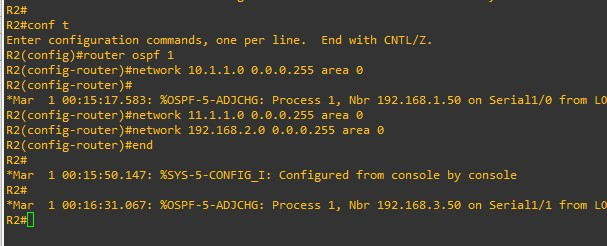 R2#
R2#conf t
Enter configuration commands, one per line.  End with CNTL/Z.
R2(config)#router ospf 1
R2(config-router)#network 10.1.1.0 0.0.0.255 area 0
R2(config-router)#
*Mar  1 00:15:17.583: %OSPF-5-ADJCHG: Process 1, Nbr 192.168.1.50 on Serial1/0 from LO
R2(config-router)#network 11.1.1.0 0.0.0.255 area 0
R2(config-router)#network 192.168.2.0 0.0.0.255 area 0
R2(config-router)#end
R2#
*Mar  1 00:15:50.147: %SYS-5-CONFIG_I: Configured from console by console
R2#
*Mar  1 00:16:31.067: %OSPF-5-ADJCHG: Process 1, Nbr 192.168.3.50 on Serial1/1 from LO
R2#